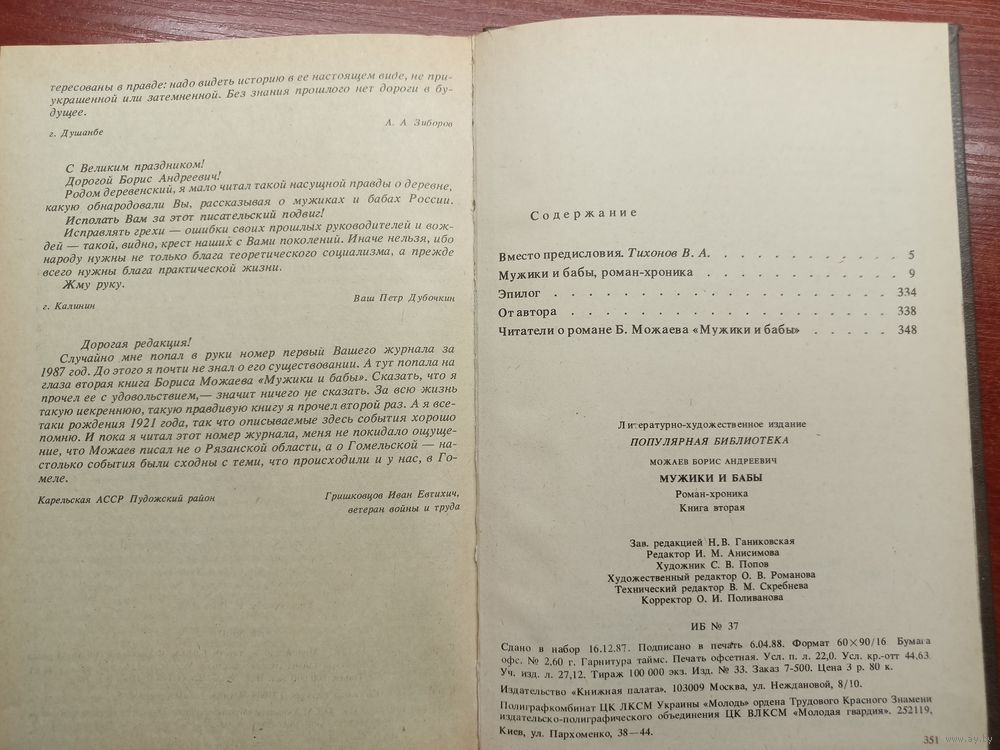 тересованы в правде: надо видеть историю в ее настоящем виде, не при-
украшенной или затемненной. Без знания прошлого нет дороги в бу-
дущее.
А. А Зиборов
г. Душанбе
С Великим праздником!
Дорогой Борис Андреевич!
Родом деревенский, я мало читал такой насущной правды о деревне,
какую обнародовали Вы, рассказывая о мужиках и бабах России.
Исполать Вам за этот писательский подвиг!
Исправлять грехи — ошибки своих прошлых руководителей и вож-
дей — такой, видно, крест наших с Вами поколений. Иначе нельзя, ибо
народу нужны не только блага теоретического социализма, а прежде
всего нужны блага практической жизни.
Жму руку.
Ваш Петр Дубочкин
г. Калинин
Дорогая редакция!
Случайно мне попал в руки номер первый Вашего журнала за
1987 год. До этого я почти не знал о его существовании. А тут попала на
глаза вторая книга Бориса Можаева «Мужики и бабы». Сказать, что я
прочел ее с удовольствием,— значит ничего не сказать. За всю жизнь
такую искреннюю, такую правдивую книгу я прочел второй раз. А я все-
таки рождения 1921 года, так что описываемые здесь события хорошо
помню. И пока я читал этот номер журнала, меня не покидало ощуще-
ние, что Можаев писал не о Рязанской области, а о Гомельской — на-
столько события были сходны с теми, что происходили и у нас, в Го-
меле.
Карельская АССР Пудожский район
Гришковцов Иван Евтихич,
ветеран войны и труда
Содержание
Вместо предисловия. Тихонов В. А. . . . . . . . . . . 5
Мужики и бабы, роман-хроника . . . . . . . . . . . 9
Эпилог . . . . . . . . . . . . . . . . . . 334
От автора . . . . . . . . . . . . . . . . . 338
Читатели о романе Б. Можаева «Мужики и бабы» . . . . . 348
Литературно-художественное издание
ПОПУЛЯРНАЯ БИБЛИОТЕКА
МОЖАЕВ БОРИС АНДРЕЕВИЧ
МУЖИКИ И БАБЫ
Роман-хроника
Книга вторая
Зав. редакцией Н. В. Ганиковская
Редактор И. М. Анисимова
Художник С. В. Попов
Художественный редактор О. В. Романова
Технический редактор В. М. Скребнева
Корректор О. И. Поливанова
ИБ № 37
Сдано в набор 16.12.87. Подписано в печать 6.04.88. Формат 60×90/16 Бумага
офс. № 2,60 г. Гарнитура таймс. Печать офсетная. Усл. п. л. 22,0. Усл. кр.-отт 44,63.
Уч. изд. л. 27,12. Тираж 100 000 экз. Изд. № 33. Заказ 7-500. Цена 3 р. 80 к.
Издательство «Книжная палата». 103009 Москва, ул. Неждановой, 8/10.
Полиграфкомбинат ЦК ЛКСМ Украины «Молодь» ордена Трудового Красного Знамени
издательско-полиграфического объединения ЦК ВЛКСМ «Молодая гвардия». 252119,
Киев, ул. Пархоменко, 38—44.
351
www.ay.by